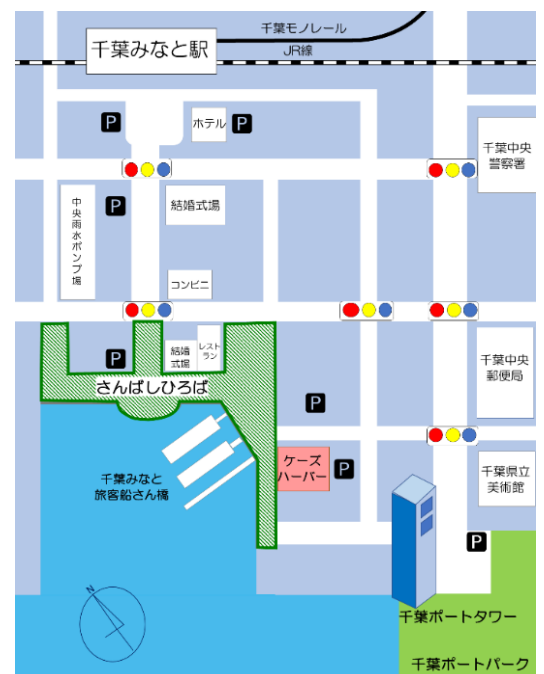 千葉モノレール
千葉みなと駅
JR線
P
ホテル
P
千葉中央
警察署
中央雨水ポンプ場
P
結婚式場
コンビニ
P
結婚
式場
レスト
ラン
千葉中央
郵便局
さんばしひろば
P
ケーズ
ハーバー
P
千葉みなと
旅客船さん橋
千葉県立
美術館
P
N
千葉ポートタワー
千葉ポートパーク